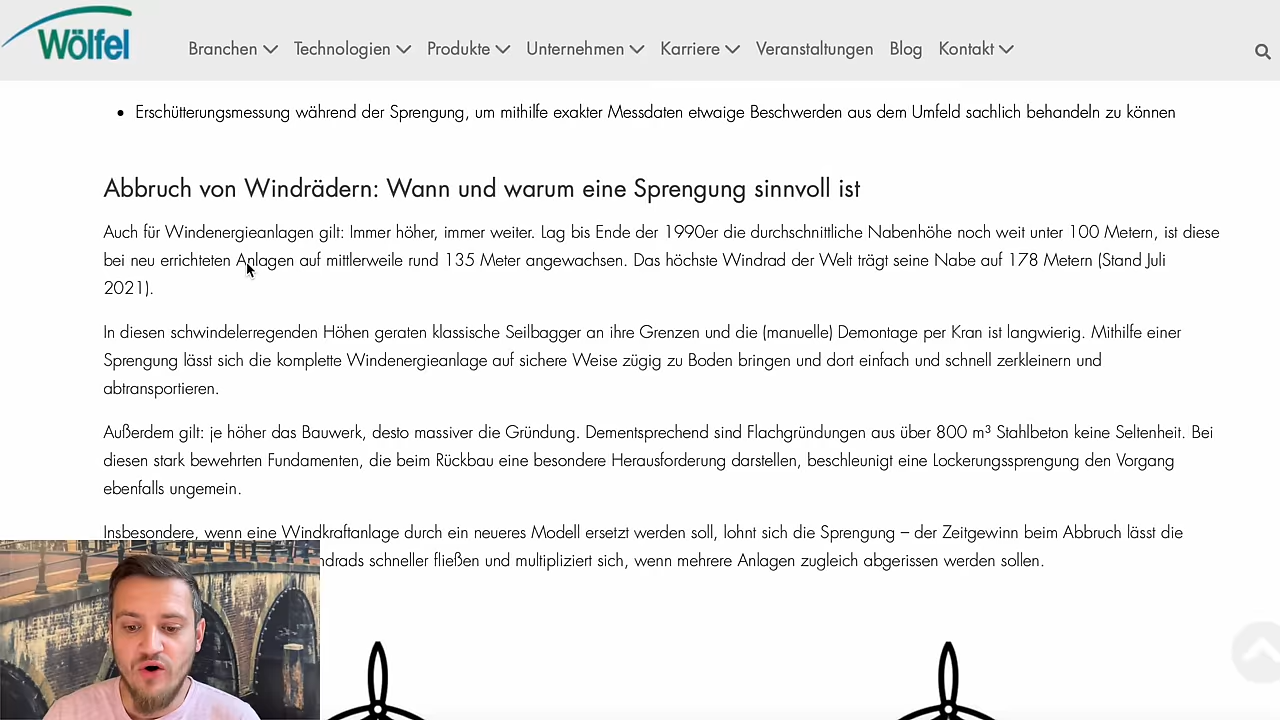 Wölfel
Branchen Technologien Produkte Unternehmen Karriere Veranstaltungen Blog Kontakt
Erschütterungsmessung während der Sprengung, um mithilfe exakter Messdaten etwaige Beschwerden aus dem Umfeld sachlich behandeln zu können
Abbruch von Windrädern: Wann und warum eine Sprengung sinnvoll ist
Auch für Windenergieanlagen gilt: Immer höher, immer weiter. Lag bis Ende der 1990er die durchschnittliche Nabenhöhe noch weit unter 100 Metern, ist diese
bei neu errichteten Anlagen auf mittlerweile rund 135 Meter angewachsen. Das höchste Windrad der Welt trägt seine Nabe auf 178 Metern (Stand Juli
2021).
In diesen schwindelerregenden Höhen geraten klassische Seilbagger an ihre Grenzen und die (manuelle) Demontage per Kran ist langwierig. Mithilfe einer
Sprengung lässt sich die komplette Windenergieanlage auf sichere Weise zügig zu Boden bringen und dort einfach und schnell zerkleinern und
abtransportieren.
Außerdem gilt: je höher das Bauwerk, desto massiver die Gründung. Dementsprechend sind Flachgründungen aus über 800 m³ Stahlbeton keine Seltenheit. Bei
diesen stark bewehrten Fundamenten, die beim Rückbau eine besondere Herausforderung darstellen, beschleunigt eine Lockerungssprengung den Vorgang
ebenfalls ungemein.
Insbesondere, wenn eine Windkraftanlage durch ein neueres Modell ersetzt werden soll, lohnt sich die Sprengung – der Zeitgewinn beim Abbruch lässt die
schneller fließen und multipliziert sich, wenn mehrere Anlagen zugleich abgerissen werden sollen.